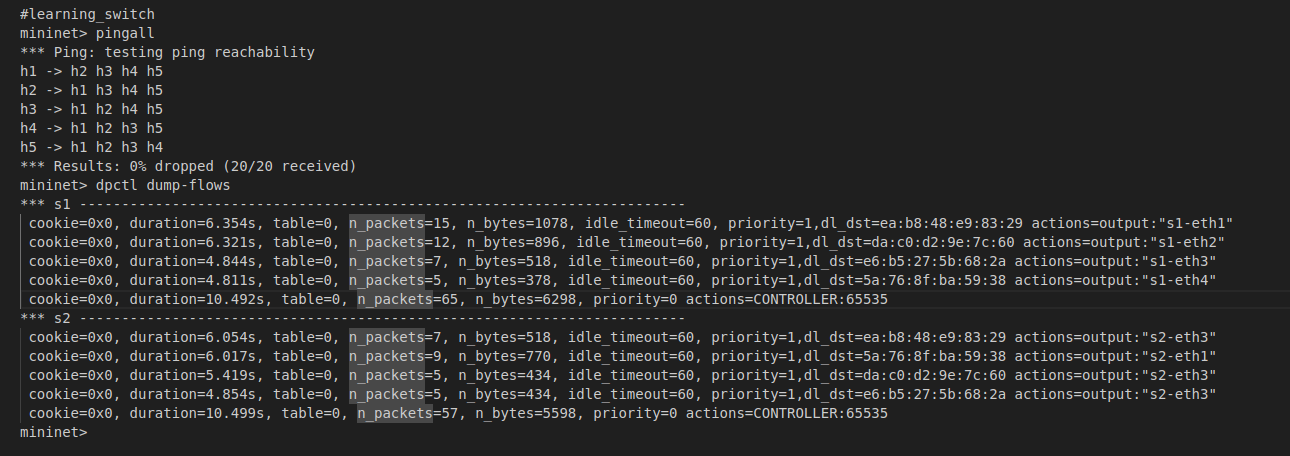 #learning_switch
mininet> pingall
*** Ping: testing ping reachability
h1 -> h2 h3 h4 h5
h2 -> h1 h3 h4 h5
h3 -> h1 h2 h4 h5
h4 -> h1 h2 h3 h5
h5 -> h1 h2 h3 h4
*** Results: 0% dropped (20/20 received)
mininet> dpctl dump-flows
*** s1 ------------------------------------------------------------------------
cookie=0x0, duration=6.354s, table=0, n_packets=15, n_bytes=1078, idle_timeout=60, priority=1,dl_dst=ea:b8:48:e9:83:29 actions=output:"s1-eth1"
cookie=0x0, duration=6.321s, table=0, n_packets=12, n_bytes=896, idle_timeout=60, priority=1,dl_dst=da:c0:d2:9e:7c:60 actions=output:"s1-eth2"
cookie=0x0, duration=4.844s, table=0, n_packets=7, n_bytes=518, idle_timeout=60, priority=1,dl_dst=e6:b5:27:5b:68:2a actions=output:"s1-eth3"
cookie=0x0, duration=4.811s, table=0, n_packets=5, n_bytes=378, idle_timeout=60, priority=1,dl_dst=5a:76:8f:ba:59:38 actions=output:"s1-eth4"
cookie=0x0, duration=10.492s, table=0, n_packets=65, n_bytes=6298, priority=0 actions=CONTROLLER:65535
*** s2 ------------------------------------------------------------------------
cookie=0x0, duration=6.054s, table=0, n_packets=7, n_bytes=518, idle_timeout=60, priority=1,dl_dst=ea:b8:48:e9:83:29 actions=output:"s2-eth3"
cookie=0x0, duration=6.017s, table=0, n_packets=9, n_bytes=770, idle_timeout=60, priority=1,dl_dst=5a:76:8f:ba:59:38 actions=output:"s2-eth1"
cookie=0x0, duration=5.419s, table=0, n_packets=5, n_bytes=434, idle_timeout=60, priority=1,dl_dst=da:c0:d2:9e:7c:60 actions=output:"s2-eth3"
cookie=0x0, duration=4.854s, table=0, n_packets=5, n_bytes=434, idle_timeout=60, priority=1,dl_dst=e6:b5:27:5b:68:2a actions=output:"s2-eth3"
cookie=0x0, duration=10.499s, table=0, n_packets=57, n_bytes=5598, priority=0 actions=CONTROLLER:65535
mininet>